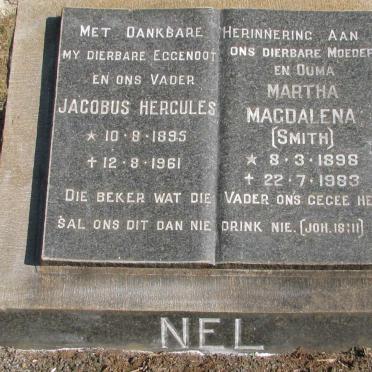 Met Dankbare Herinnering Aan
my dierbare Eggenoot
en ons Vader
Jacobus Hercules
* 10-8-1895
+ 12-8-1961
ons dierbare Moeder
en Ouma
Martha
Magdalena
(Smith)
* 8-3-1898
+ 22-7-1983
Die beker wat die Vader ons gegee he
sal ons dit dan nie drink nie. (Joh. 18:11)
NEL